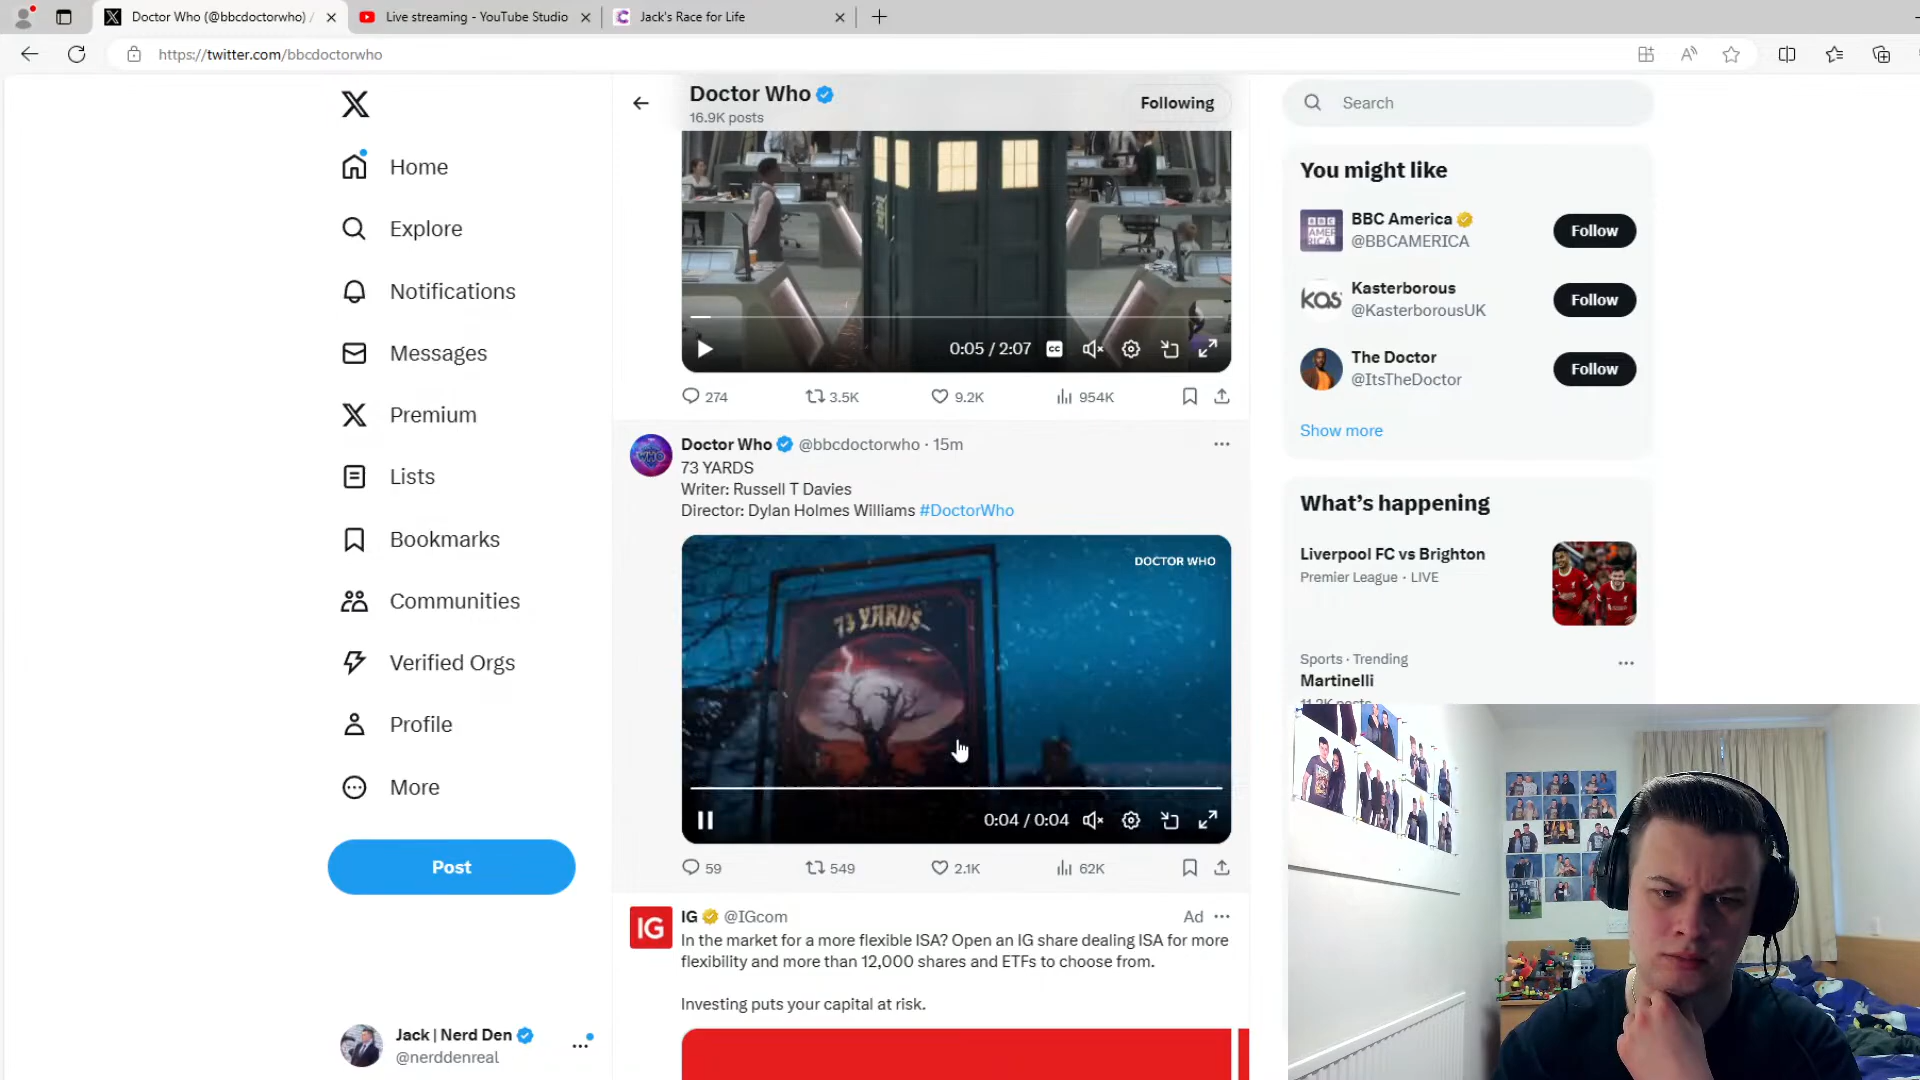 Doctor Who (@bbcdoctorwho) /
Live streaming - YouTube Studio
Jack's Race for Life
https://twitter.com/bbcdoctorwho
Home
Explore
Notifications
Messages
Premium
Lists
Bookmarks
Communities
Verified Orgs
Profile
More
Post
Jack | Nerd Den
@nerddenreal
Doctor Who
16.9K posts
Following
0:05 / 2:07
CC
274
3.5K
9.2K
954K
Doctor Who @bbcdoctorwho · 15m
73 YARDS
Writer: Russell T Davies
Director: Dylan Holmes Williams #DoctorWho
DOCTOR WHO
73 YARDS
0:04 / 0:04
59
549
2.1K
62K
IG
IG @IGcom
Ad
In the market for a more flexible ISA? Open an IG share dealing ISA for more
flexibility and more than 12,000 shares and ETFs to choose from.
Investing puts your capital at risk.
Search
You might like
BBC
AMERICA
BBC America
@BBCAMERICA
Follow
kas
Kasterborous
@KasterborousUK
Follow
The Doctor
@ItsTheDoctor
Follow
Show more
What's happening
Liverpool FC vs Brighton
Premier League · LIVE
Sports · Trending
Martinelli